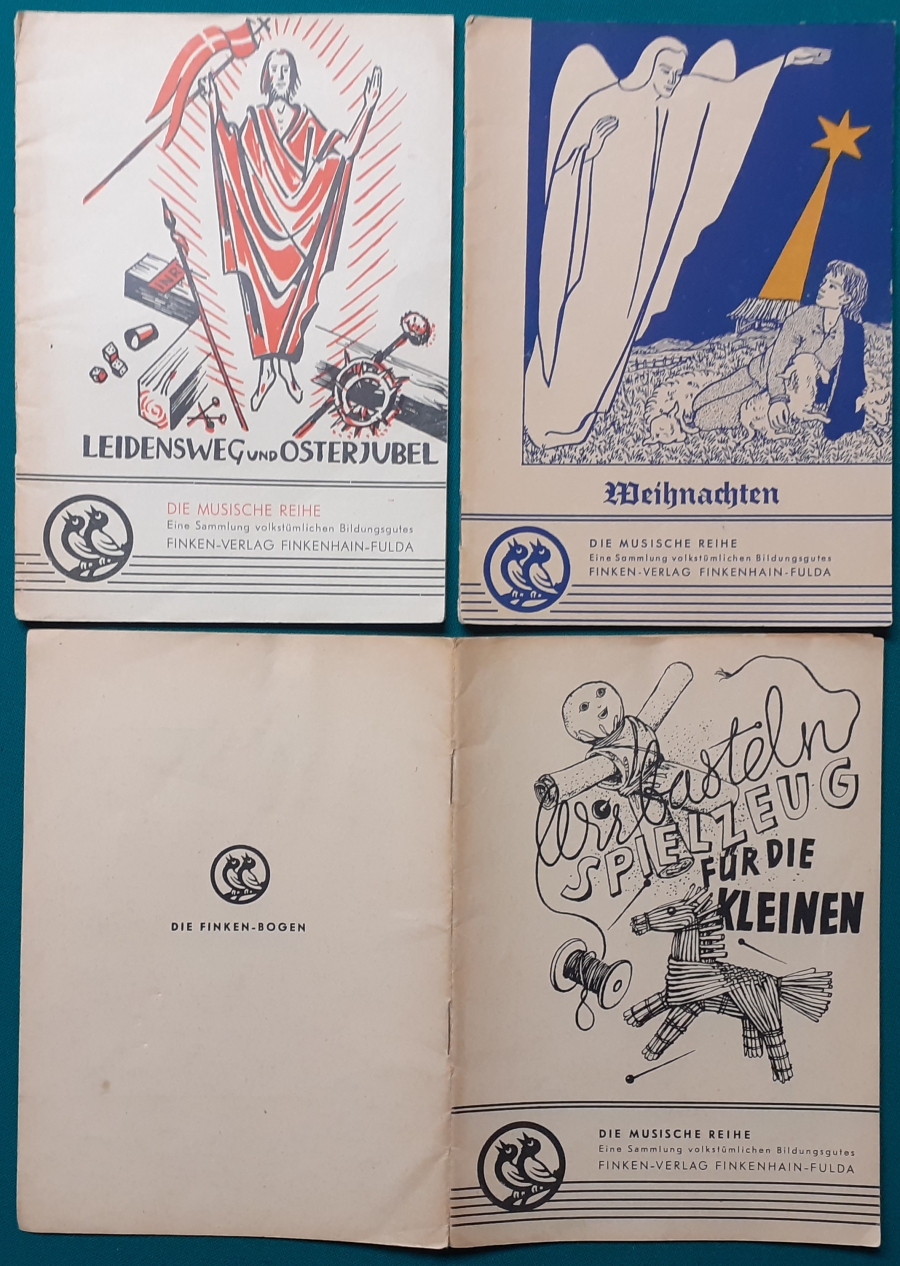 INRI
LEIDENSWEG UND OSTERJUBEL
DIE MUSISCHE REIHE
Eine Sammlung volkstümlichen Bildungsgutes
FINKEN-VERLAG FINKENHAIN-FULDA
Weihnachten
DIE MUSISCHE REIHE
Eine Sammlung volkstümlichen Bildungsgutes
FINKEN-VERLAG FINKENHAIN-FULDA
DIE FINKEN-BOGEN
Wir basteln
SPIELZEUG
FÜR DIE
KLEINEN
DIE MUSISCHE REIHE
Eine Sammlung volkstümlichen Bildungsgutes
FINKEN-VERLAG FINKENHAIN-FULDA